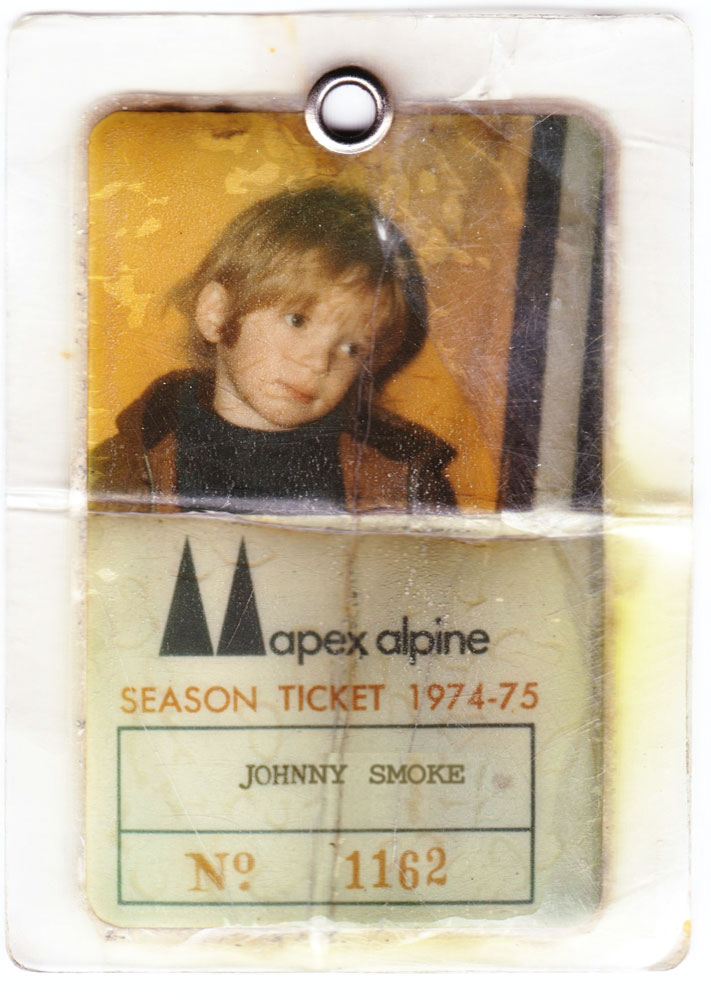 apex alpine
SEASON TICKET 1974-75
JOHNNY SMOKE
Nº 1162